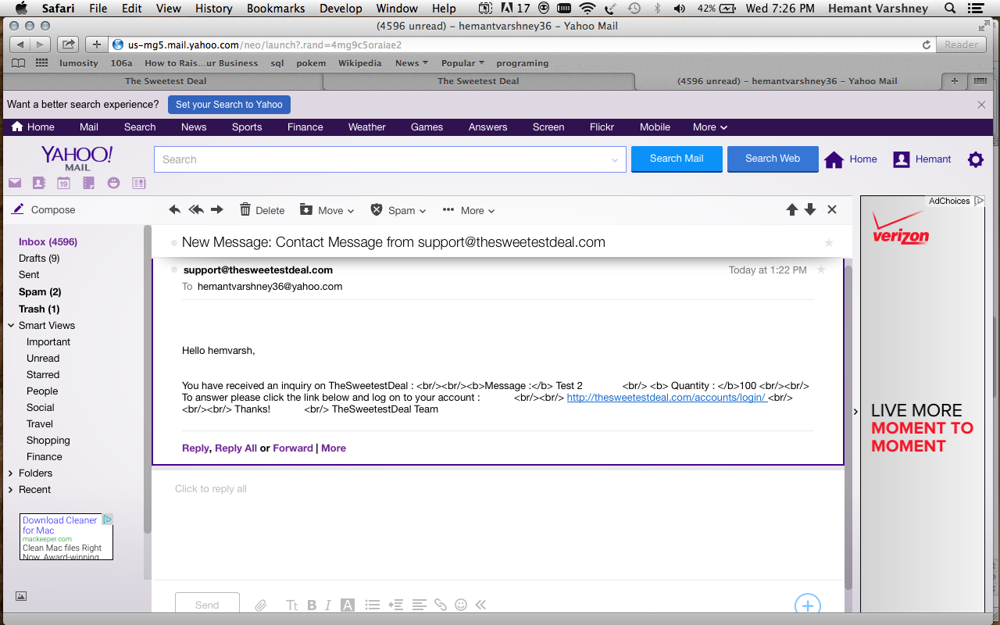 Safari File Edit View History Bookmarks Develop Window Help 17 42% Wed 7:26 PM Hemant Varshney
(4596 unread) - hemantvarshney36 - Yahoo Mail
us-mg5.mail.yahoo.com/neo/launch?.rand=4mg9c5oraiae2 Reader
lumosity 106a How to Rais...ur Business sql pokem Wikipedia News Popular programing
The Sweetest Deal The Sweetest Deal (4596 unread) - hemantvarshney36 - Yahoo Mail
Want a better search experience? Set your Search to Yahoo
Home Mail Search News Sports Finance Weather Games Answers Screen Flickr Mobile More
YAHOO!
MAIL
Search Search Mail Search Web Home Hemant
19
Compose
Delete Move Spam More
AdChoices
Inbox (4596)
Drafts (9)
Sent
Spam (2)
Trash (1)
Smart Views
Important
Unread
Starred
People
Social
Travel
Shopping
Finance
Folders
Recent
Download Cleaner
for Mac
mackeeper.com
Clean Mac files Right
Now. Award-winning
New Message: Contact Message from support@thesweetestdeal.com
support@thesweetestdeal.com Today at 1:22 PM
To hemantvarshney36@yahoo.com
Hello hemvarsh,
You have received an inquiry on TheSweetestDeal : <br/><br/><b>Message :</b> Test 2 <br/> <b> Quantity : </b>100 <br/><br/>
To answer please click the link below and log on to your account : <br/><br/> http://thesweetestdeal.com/accounts/login/ <br/>
<br/><br/> Thanks! <br/> TheSweetestDeal Team
Reply, Reply All or Forward | More
Click to reply all
Send Tt B I A
verizon
LIVE MORE
MOMENT TO
MOMENT